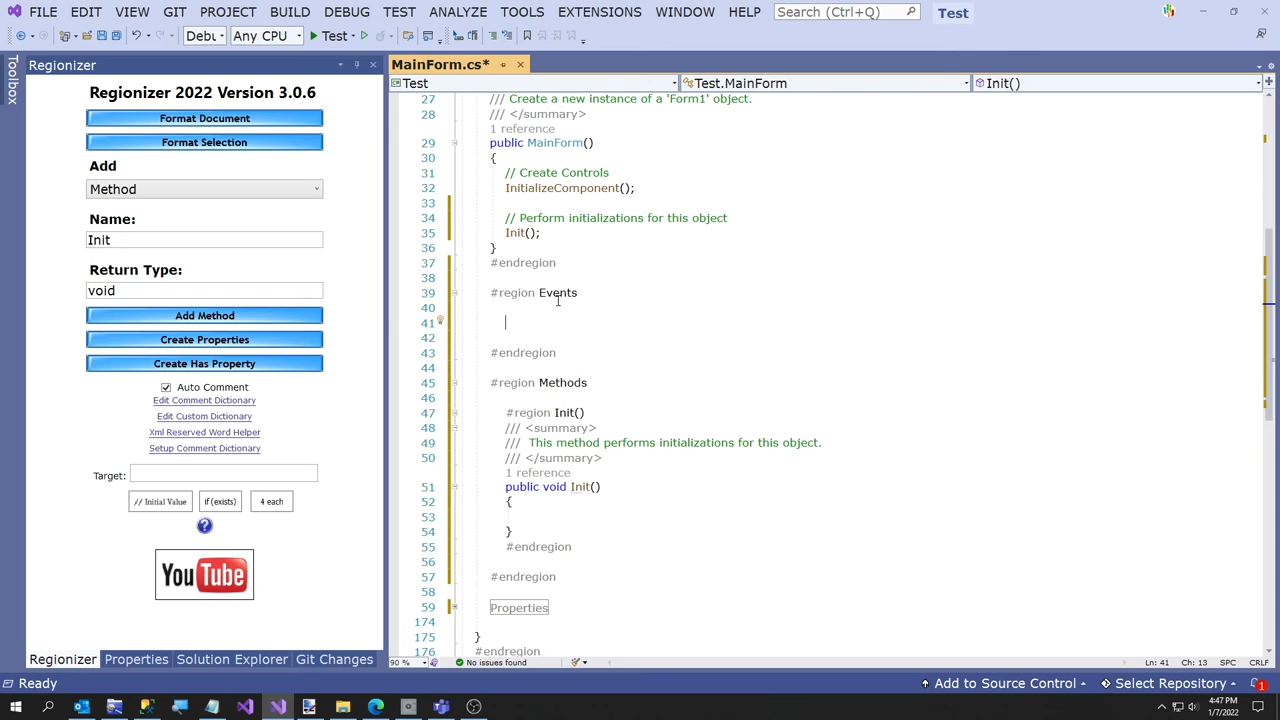 FILE EDIT VIEW GIT PROJECT BUILD DEBUG TEST ANALYZE TOOLS EXTENSIONS WINDOW HELP Search (Ctrl+Q) Test
Debu Any CPU Test
Toolbox
Regionizer
Regionizer 2022 Version 3.0.6
Format Document
Format Selection
Add
Method
Name:
Init
Return Type:
void
Add Method
Create Properties
Create Has Property
Auto Comment
Edit Comment Dictionary
Edit Custom Dictionary
Xml Reserved Word Helper
Setup Comment Dictionary
Target:
// Initial Value if (exists) 4 each
?
YouTube
Regionizer Properties Solution Explorer Git Changes
MainForm.cs*
Test Test.MainForm Init()
27 /// Create a new instance of a 'Form1' object.
28 /// </summary>
1 reference
29 public MainForm()
30 {
31 // Create Controls
32 InitializeComponent();
33
34 // Perform initializations for this object
35 Init();
36 }
37 #endregion
38
39 #region Events
40
41
42
43 #endregion
44
45 #region Methods
46
47 #region Init()
48 /// <summary>
49 /// This method performs initializations for this object.
50 /// </summary>
1 reference
51 public void Init()
52 {
53
54 }
55 #endregion
56
57 #endregion
58
59 Properties
174
175 }
176 #endregion
90 % No issues found Ln: 41 Ch: 13 SPC CRLF
Ready Add to Source Control Select Repository 1
4:47 PM
1/7/2022